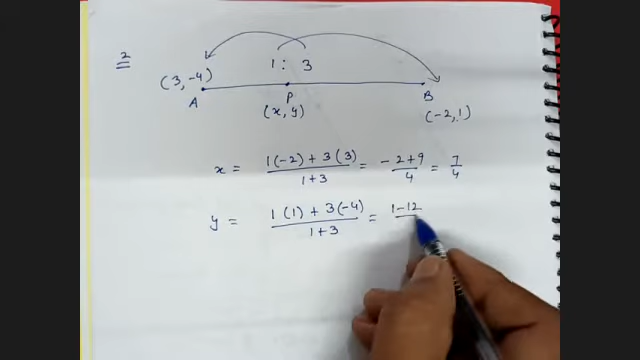 2
1 : 3
(3, -4)
A P B
(x, y) (-2, 1)
x = 1(-2) + 3(3) / 1+3 = -2+9 / 4 = 7 / 4
y = 1(1) + 3(-4) / 1+3 = 1-12